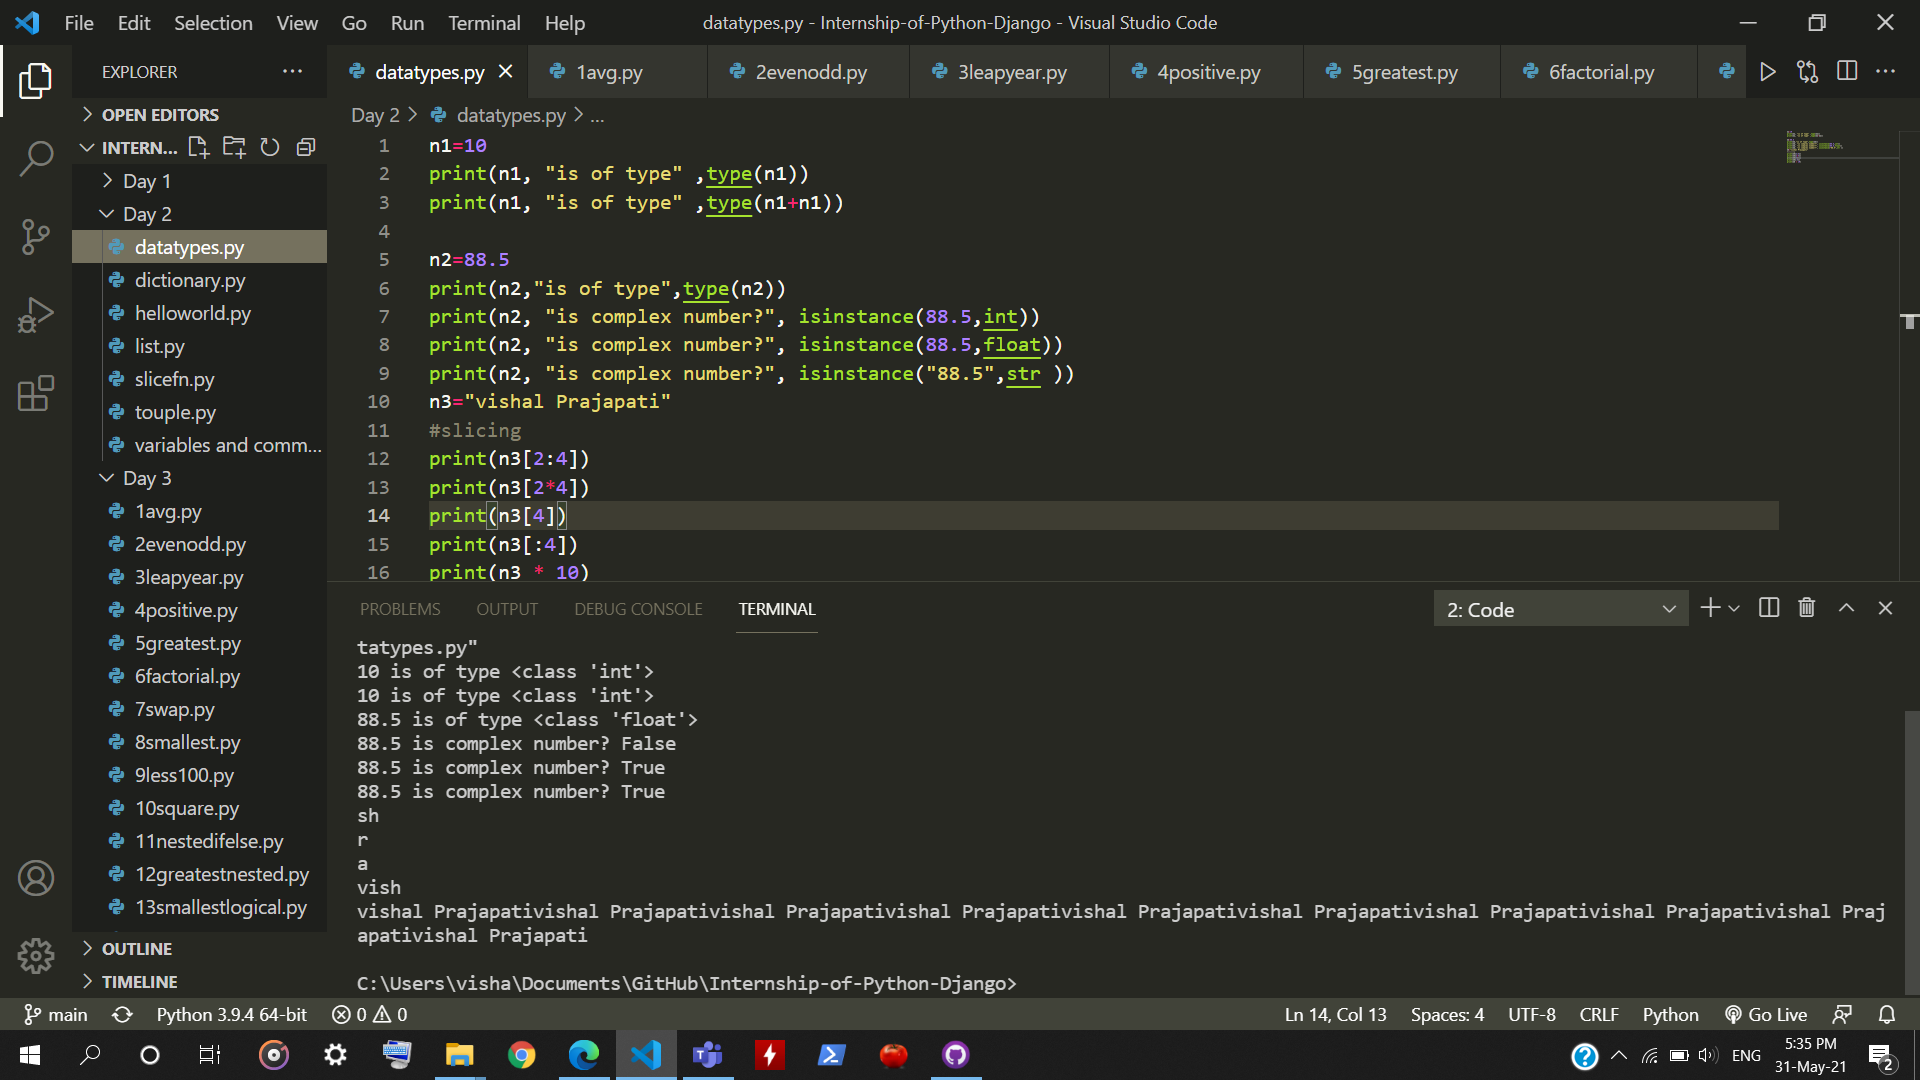 File Edit Selection View Go Run Terminal Help
datatypes.py - Internship-of-Python-Django - Visual Studio Code
EXPLORER
datatypes.py 1avg.py 2evenodd.py 3leapyear.py 4positive.py 5greatest.py 6factorial.py
OPEN EDITORS
INTERN...
Day 1
Day 2
datatypes.py
dictionary.py
helloworld.py
list.py
slicefn.py
touple.py
variables and comm...
Day 3
1avg.py
2evenodd.py
3leapyear.py
4positive.py
5greatest.py
6factorial.py
7swap.py
8smallest.py
9less100.py
10square.py
11nestedifelse.py
12greatestnested.py
13smallestlogical.py
OUTLINE
TIMELINE
Day 2 > datatypes.py > ...
1 n1=10
2 print(n1, "is of type" ,type(n1))
3 print(n1, "is of type" ,type(n1+n1))
4
5 n2=88.5
6 print(n2,"is of type",type(n2))
7 print(n2, "is complex number?", isinstance(88.5,int))
8 print(n2, "is complex number?", isinstance(88.5,float))
9 print(n2, "is complex number?", isinstance("88.5",str ))
10 n3="vishal Prajapati"
11 #slicing
12 print(n3[2:4])
13 print(n3[2*4])
14 print(n3[4])
15 print(n3[:4])
16 print(n3 * 10)
PROBLEMS OUTPUT DEBUG CONSOLE TERMINAL
2: Code
tatypes.py"
10 is of type <class 'int'>
10 is of type <class 'int'>
88.5 is of type <class 'float'>
88.5 is complex number? False
88.5 is complex number? True
88.5 is complex number? True
sh
r
a
vish
vishal Prajapativishal Prajapativishal Prajapativishal Prajapativishal Prajapativishal Prajapativishal Prajapativishal Prajapativishal Praj
apativishal Prajapati
C:\Users\visha\Documents\GitHub\Internship-of-Python-Django>
main Python 3.9.4 64-bit 0 0
Ln 14, Col 13 Spaces: 4 UTF-8 CRLF Python Go Live
ENG
5:35 PM
31-May-21
2